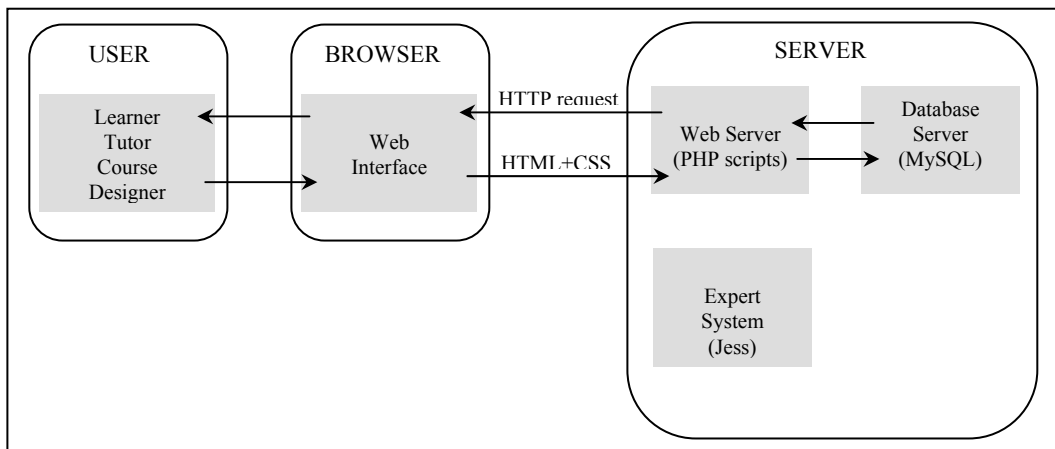 USER
Learner
Tutor
Course
Designer
BROWSER
Web
Interface
HTTP request
HTML+CSS
SERVER
Web Server
(PHP scripts)
Database
Server
(MySQL)
Expert
System
(Jess)